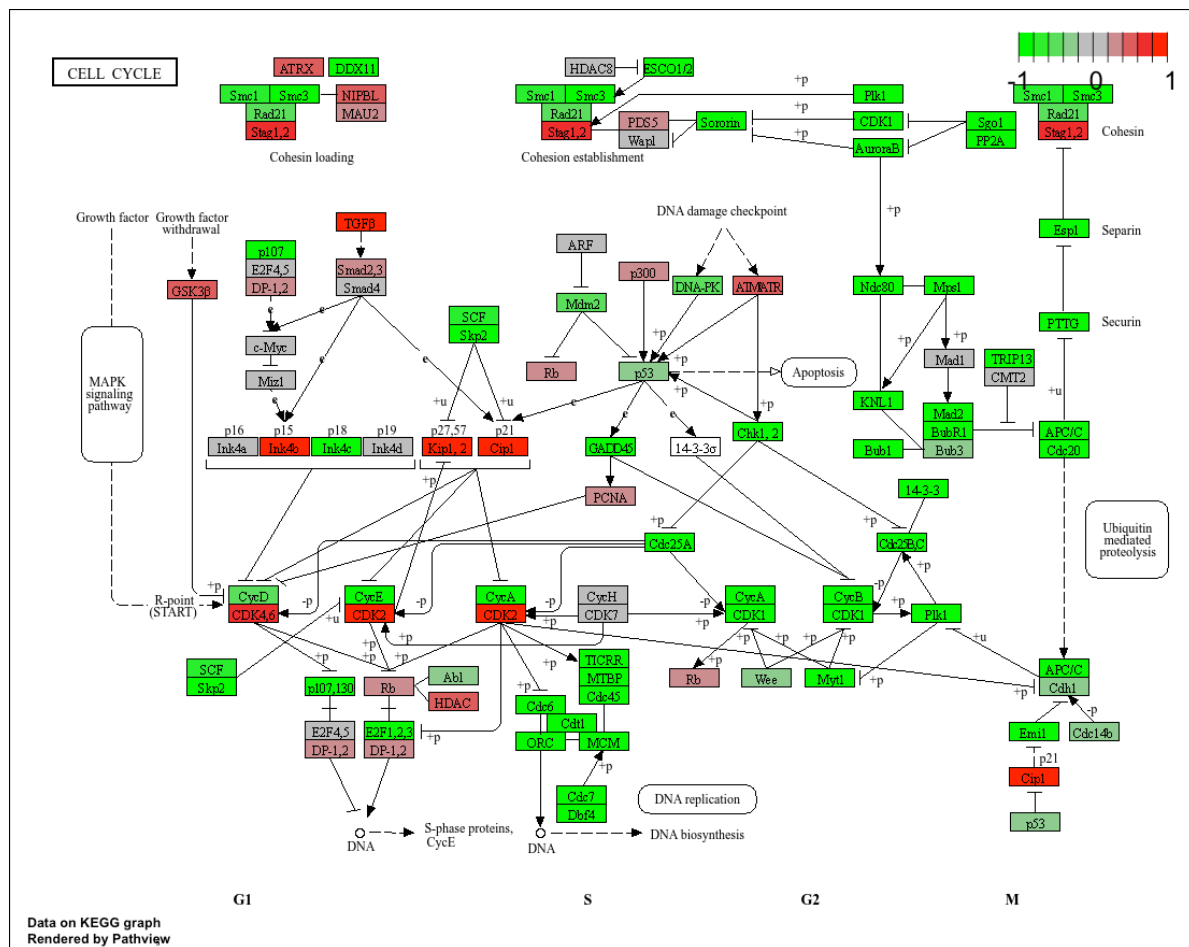 CELL CYCLE
ATRX
DDX11
Smc1
Smc3
NIPBL
Rad21
MAU2
Stag1,2
Cohesin loading
HDAC8
ESCO1/2
Smc1
Smc3
Rad21
Stag1,2
PDS5
Wapl
Sororin
Cohesion establishment
+p
Plk1
+p
CDK1
+p
AuroraB
Sgo1
PP2A
-1
0
1
Smc1
Smc3
Rad21
Stag1,2
Cohesin
Growth factor
Growth factor
withdrawal
GSK3β
MAPK
signaling
pathway
R-point
(START)
TGFβ
p107
E2F4,5
DP-1,2
Smad2,3
Smad4
e
c-Myc
Miz1
e
e
e
SCF
Skp2
+u
+u
ARF
Mdm2
Rb
DNA damage checkpoint
p300
DNA-PK
ATM/ATR
+p
+p
p53
+p
Apoptosis
+p
e
e
e
+p
Ndc80
Mps1
+p
+p
Mad1
TRIP13
CMT2
KNL1
Mad2
BubR1
Bub1
Bub3
Esp1
Separin
PTTG
Securin
+u
APC/C
Cdc20
p16
Ink4a
p15
Ink4b
p18
Ink4c
p19
Ink4d
p27,57
Kip1, 2
p21
Cip1
+p
GADD45
14-3-3σ
Chk1, 2
PCNA
14-3-3
+p
Cdc25A
+p
Cdc25B,C
+p
Ubiquitin
mediated
proteolysis
+p
CycD
CDK4,6
-p
CycE
CDK2
-p
CycA
CDK2
-p
CycH
CDK7
+p
-p
CycA
CDK1
+p
CycB
CDK1
-p
+p
Plk1
+u
+u
SCF
Skp2
+p
+p
+p
+p
p107,130
Rb
Abl
HDAC
E2F4,5
DP-1,2
E2F1,2,3
DP-1,2
+p
+p
+p
TICRR
MTBP
Cdc45
Cdc6
Cdt1
ORC
MCM
+p
Cdc7
Dbf4
+p
Rb
+p
+p
Wee
Myt1
+p
APC/C
Cdh1
+p
-p
Emi1
Cdc14b
p21
Cip1
p53
DNA
S-phase proteins,
CycE
DNA
DNA replication
DNA biosynthesis
G1
S
G2
M
Data on KEGG graph
Rendered by Pathview